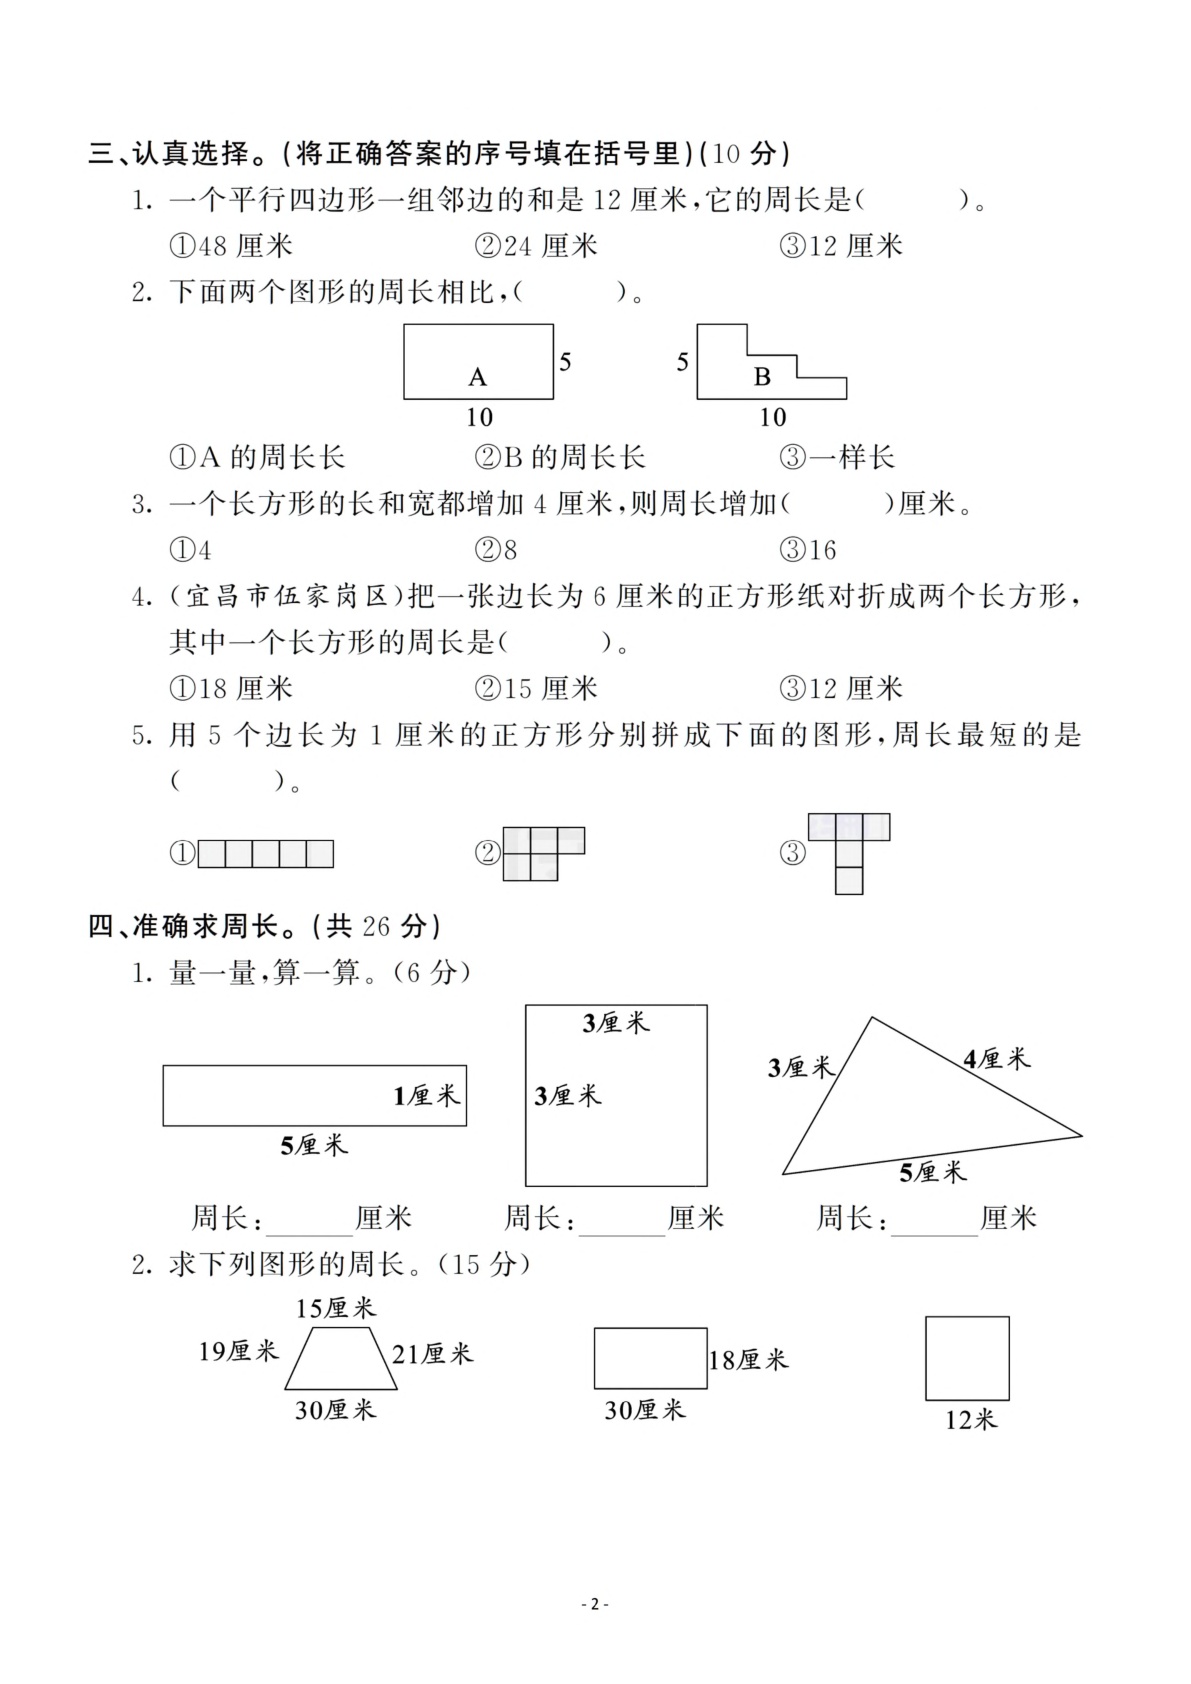 三、认真选择。(将正确答案的序号填在括号里)(10 分)
1. 一个平行四边形一组邻边的和是 12 厘米,它的周长是(　　)。
①48 厘米　②24 厘米　③12 厘米
2. 下面两个图形的周长相比,(　　)。
A　5　5　B
10　10
①A 的周长长　②B 的周长长　③一样长
3. 一个长方形的长和宽都增加 4 厘米,则周长增加(　　)厘米。
①4　②8　③16
4. (宜昌市伍家岗区)把一张边长为 6 厘米的正方形纸对折成两个长方形,
其中一个长方形的周长是(　　)。
①18 厘米　②15 厘米　③12 厘米
5. 用 5 个边长为 1 厘米的正方形分别拼成下面的图形,周长最短的是
(　　)。
①　②　③
四、准确求周长。(共 26 分)
1. 量一量,算一算。(6 分)
3厘米
3厘米　4厘米
1厘米　3厘米
5厘米　5厘米
周长:______厘米　周长:______厘米　周长:______厘米
2. 求下列图形的周长。(15 分)
15厘米
19厘米　21厘米　18厘米
30厘米　30厘米　12米
- 2 -